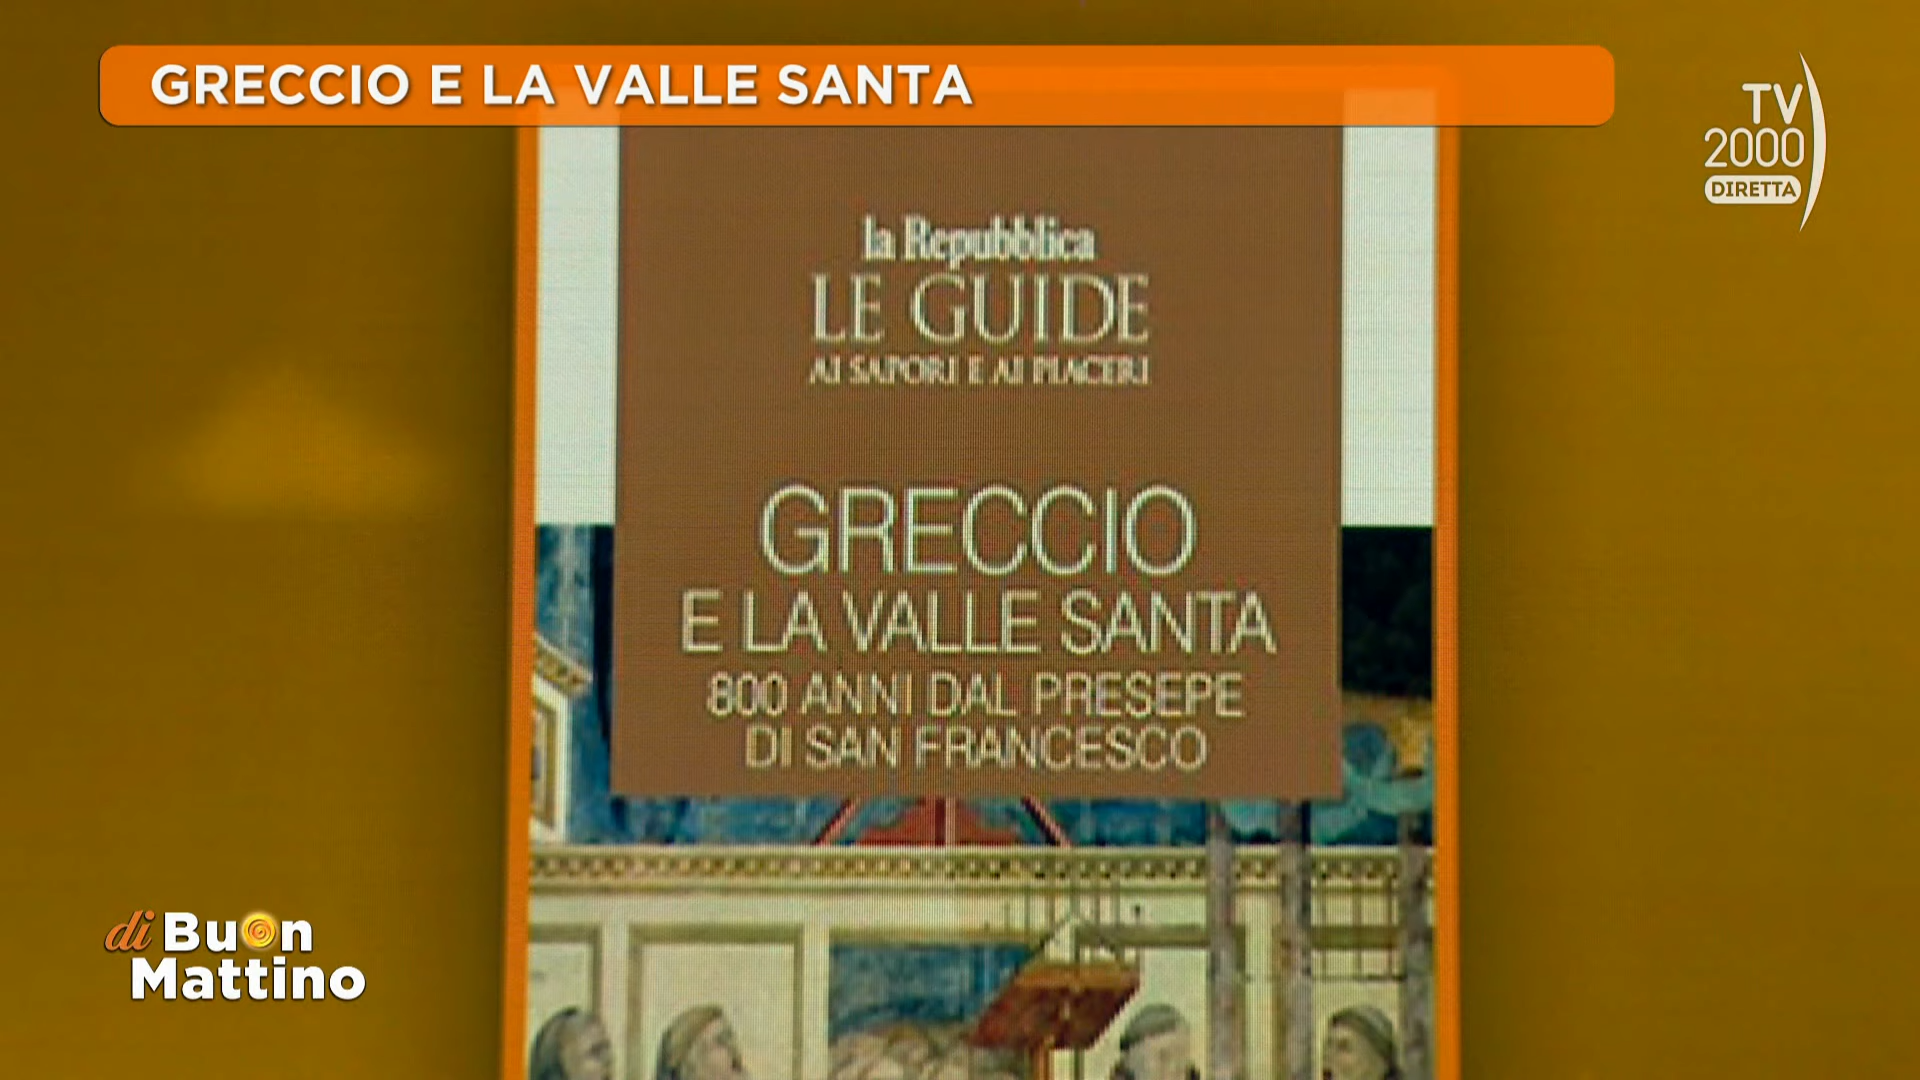 GRECCIO E LA VALLE SANTA
TV
2000
DIRETTA
la Repubblica
LE GUIDE
AI SAPORI E AI PIACERI
GRECCIO
E LA VALLE SANTA
800 ANNI DAL PRESEPE
DI SAN FRANCESCO
di Buon
Mattino